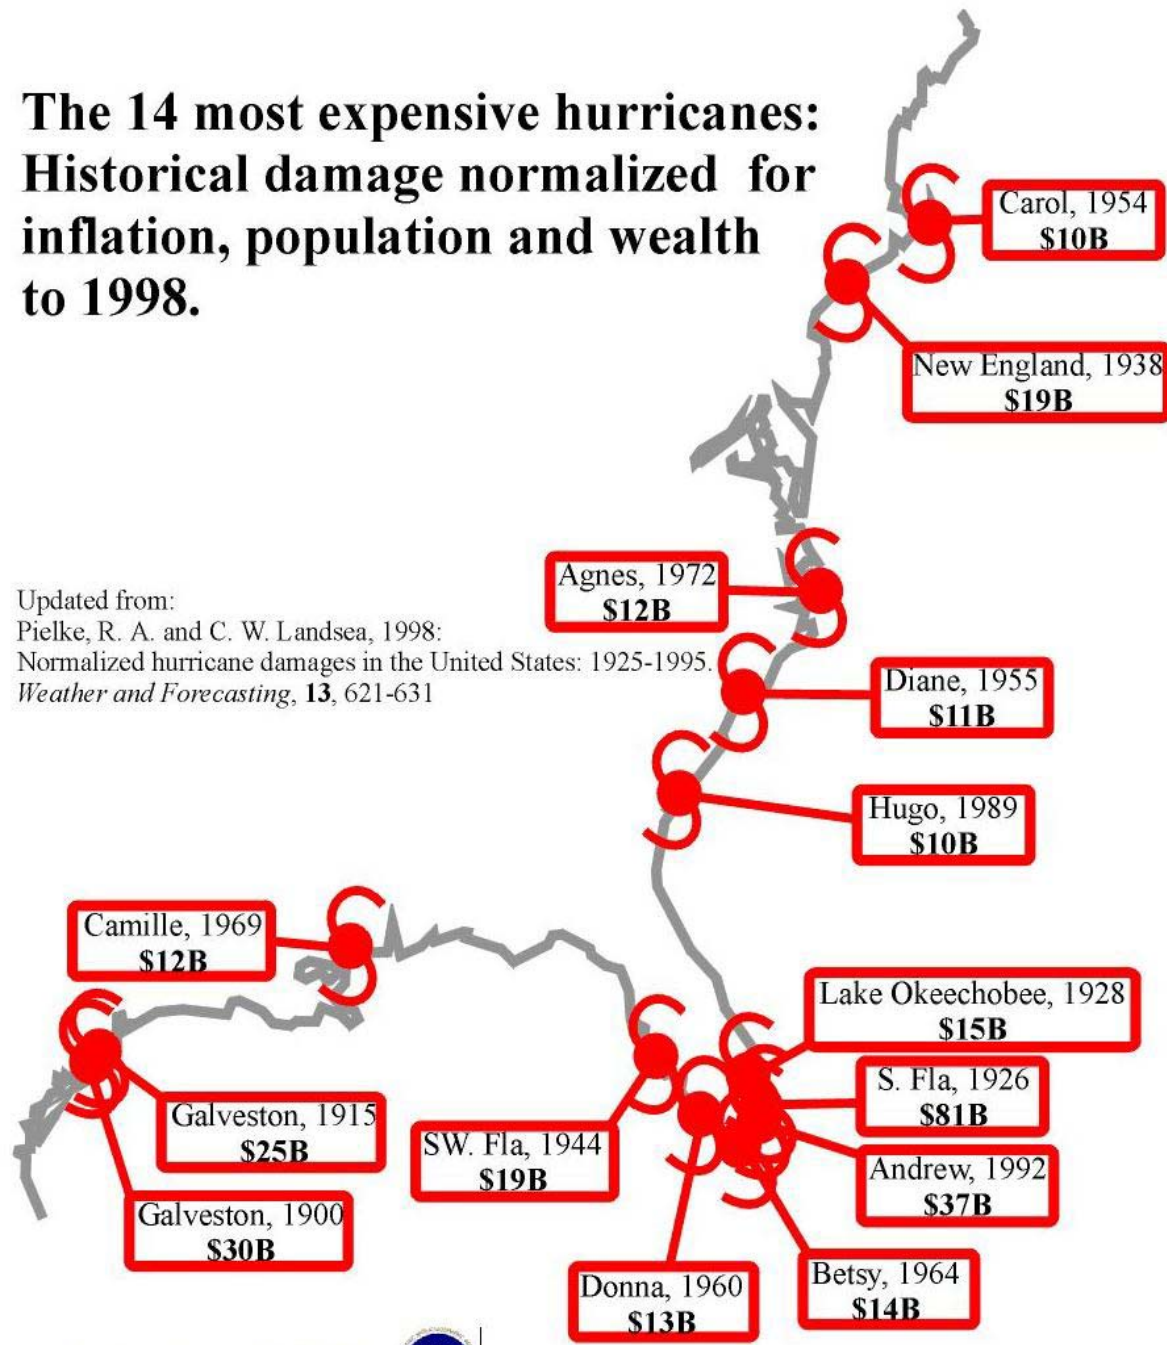 The 14 most expensive hurricanes:
Historical damage normalized for
inflation, population and wealth
to 1998.
Carol, 1954
$10B
New England, 1938
$19B
Agnes, 1972
$12B
Updated from:
Pielke, R. A. and C. W. Landsea, 1998:
Normalized hurricane damages in the United States: 1925-1995.
Weather and Forecasting, 13, 621-631
Diane, 1955
$11B
Hugo, 1989
$10B
Camille, 1969
$12B
Lake Okeechobee, 1928
$15B
S. Fla, 1926
$81B
Galveston, 1915
$25B
SW. Fla, 1944
$19B
Andrew, 1992
$37B
Galveston, 1900
$30B
Donna, 1960
$13B
Betsy, 1964
$14B